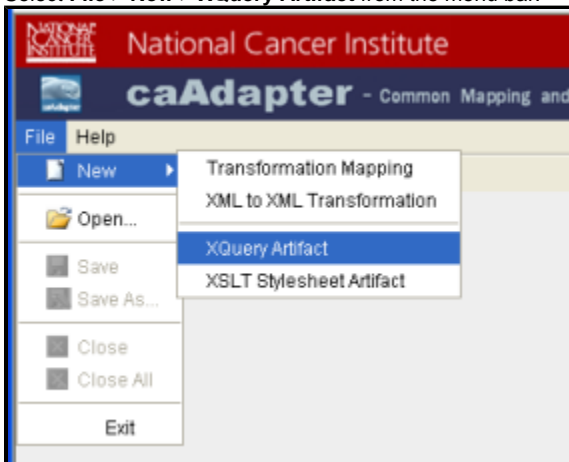 Select File > New > XQuery Artifact from the menu bar.
NATIONAL
CANCER
INSTITUTE
National Cancer Institute
caAdapter
caAdapter - Common Mapping and
File Help
New
Transformation Mapping
XML to XML Transformation
Open...
XQuery Artifact
Save
XSLT Stylesheet Artifact
Save As...
Close
Close All
Exit